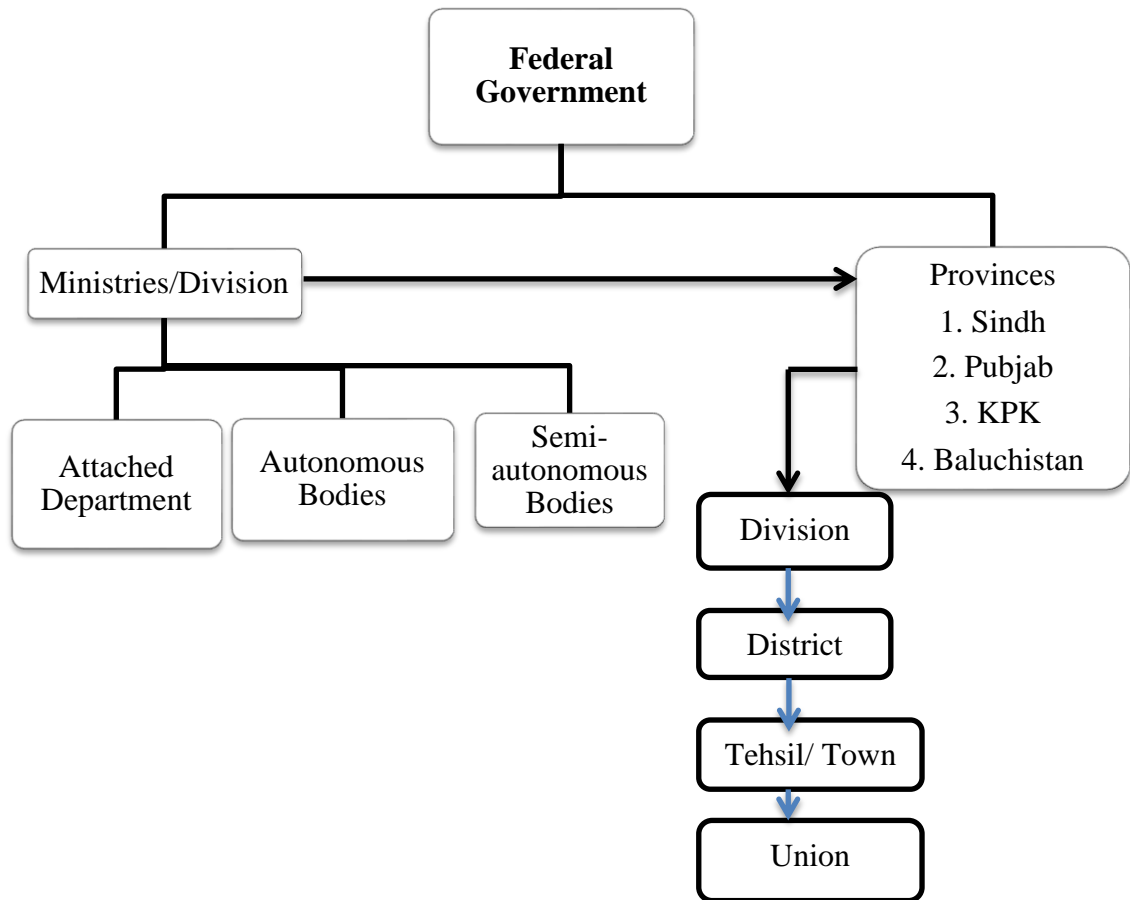 Federal
Government
Ministries/Division
Provinces
1. Sindh
2. Pubjab
3. KPK
4. Baluchistan
Attached
Department
Autonomous
Bodies
Semi-
autonomous
Bodies
Division
District
Tehsil/ Town
Union